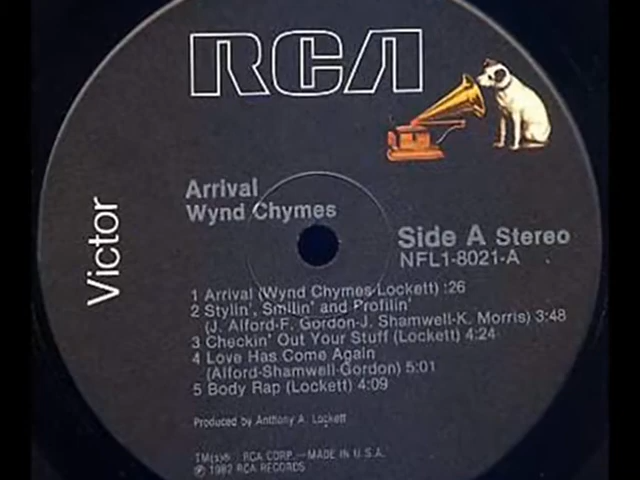 RCA
Victor
Arrival
Wynd Chymes
Side A Stereo
NFL1-8021-A
1 Arrival (Wynd Chymes-Lockett) :26
2 Stylin', Smilin' and Profilin'
(J. Alford-F. Gordon-J. Shamwell-K. Morris) 3:48
3 Checkin' Out Your Stuff (Lockett) 4:24
4 Love Has Come Again
(Alford-Shamwell-Gordon) 5:01
5 Body Rap (Lockett) 4:09
Produced by Anthony A. Lockett
TM(s)® RCA CORP.—MADE IN U.S.A.
℗ 1982 RCA RECORDS